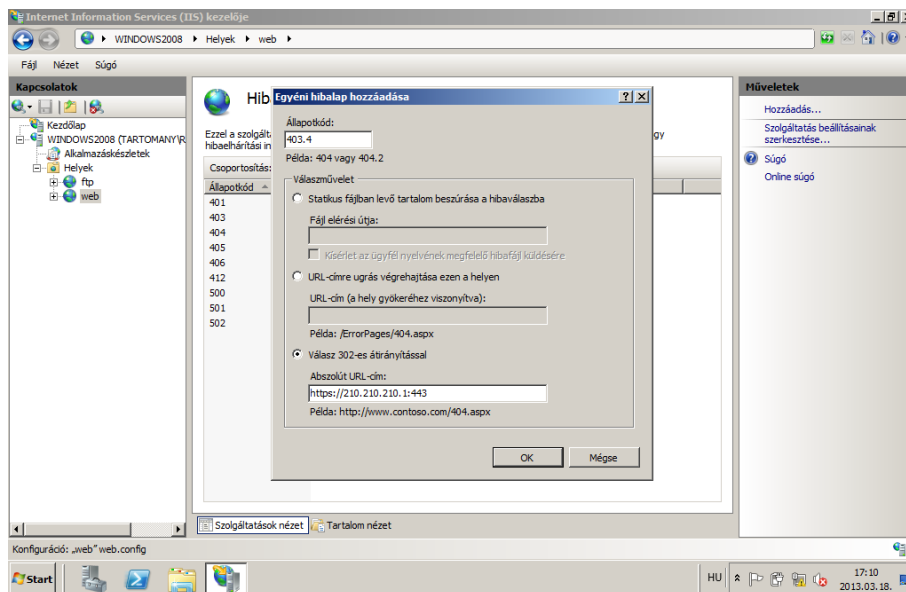 Internet Information Services (IIS) kezelője
WINDOWS2008 Helyek web
Fájl Nézet Súgó
Kapcsolatok
Kezdőlap
WINDOWS2008 (TARTOMANY\R
Alkalmazáskészletek
Helyek
ftp
web
Hib
Ezzel a szolgált
hibaelhárítási in
gy
Csoportosítás:
Állapotkód
401
403
404
405
406
412
500
501
502
Egyéni hibalap hozzáadása
Állapotkód:
403.4
Példa: 404 vagy 404.2
Válaszművelet
Statikus fájlban levő tartalom beszúrása a hibaválaszba
Fájl elérési útja:
Kísérlet az ügyfél nyelvének megfelelő hibafájl küldésére
URL-címre ugrás végrehajtása ezen a helyen
URL-cím (a hely gyökeréhez viszonyítva):
Példa: /ErrorPages/404.aspx
Válasz 302-es átirányítással
Abszolút URL-cím:
https://210.210.210.1:443
Példa: http://www.contoso.com/404.aspx
OK Mégse
Műveletek
Hozzáadás...
Szolgáltatás beállításainak
szerkesztése...
Súgó
Online súgó
Szolgáltatások nézet Tartalom nézet
Konfiguráció: „web” web.config
Start
HU
17:10
2013.03.18.